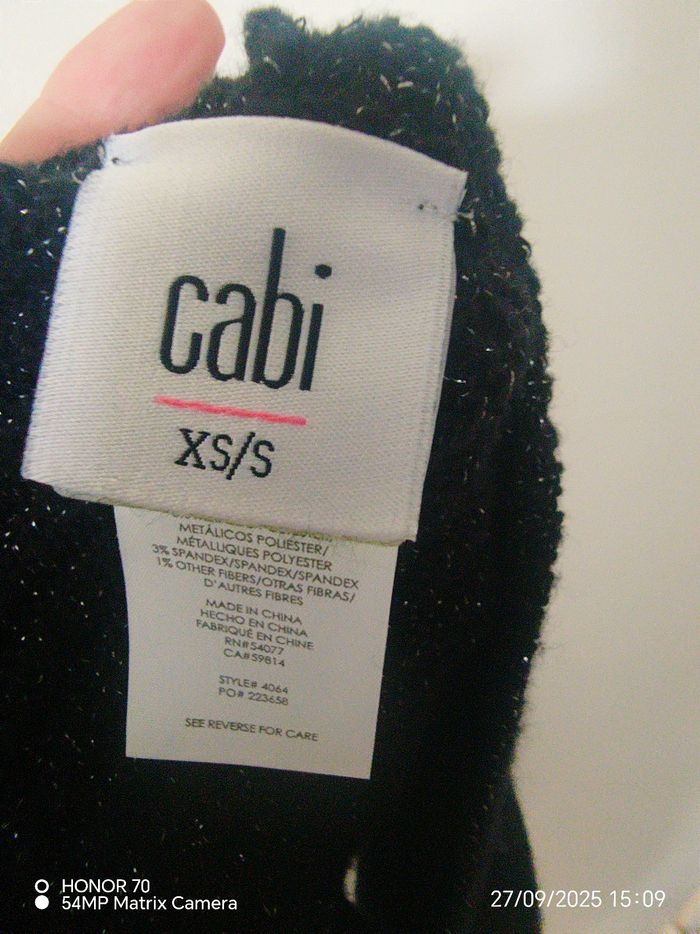 cabi
XS/S
METÁLICOS POLIÉSTER/
MÉTALLIQUES POLYESTER
3% SPANDEX/SPANDEX/SPANDEX
1% OTHER FIBERS/OTRAS FIBRAS/
D'AUTRES FIBRES
MADE IN CHINA
HECHO EN CHINA
FABRIQUÉ EN CHINE
RN#54077
CA#59814
STYLE# 4064
PO# 223658
SEE REVERSE FOR CARE
HONOR 70
54MP Matrix Camera
27/09/2025 15:09